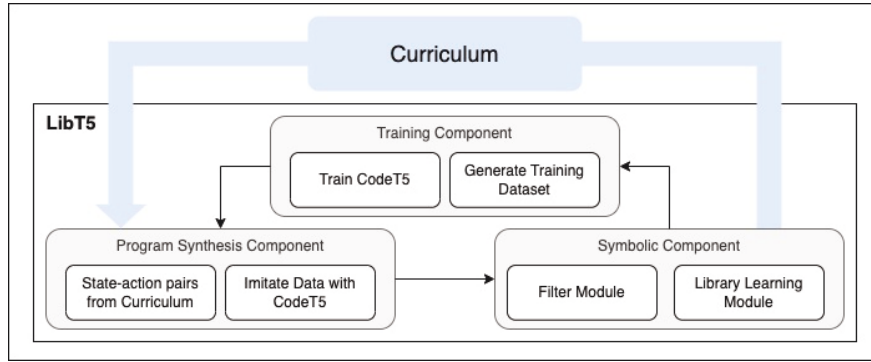 Curriculum
LibT5
Training Component
Train CodeT5
Generate Training
Dataset
Program Synthesis Component
State-action pairs
from Curriculum
Imitate Data with
CodeT5
Symbolic Component
Filter Module
Library Learning
Module